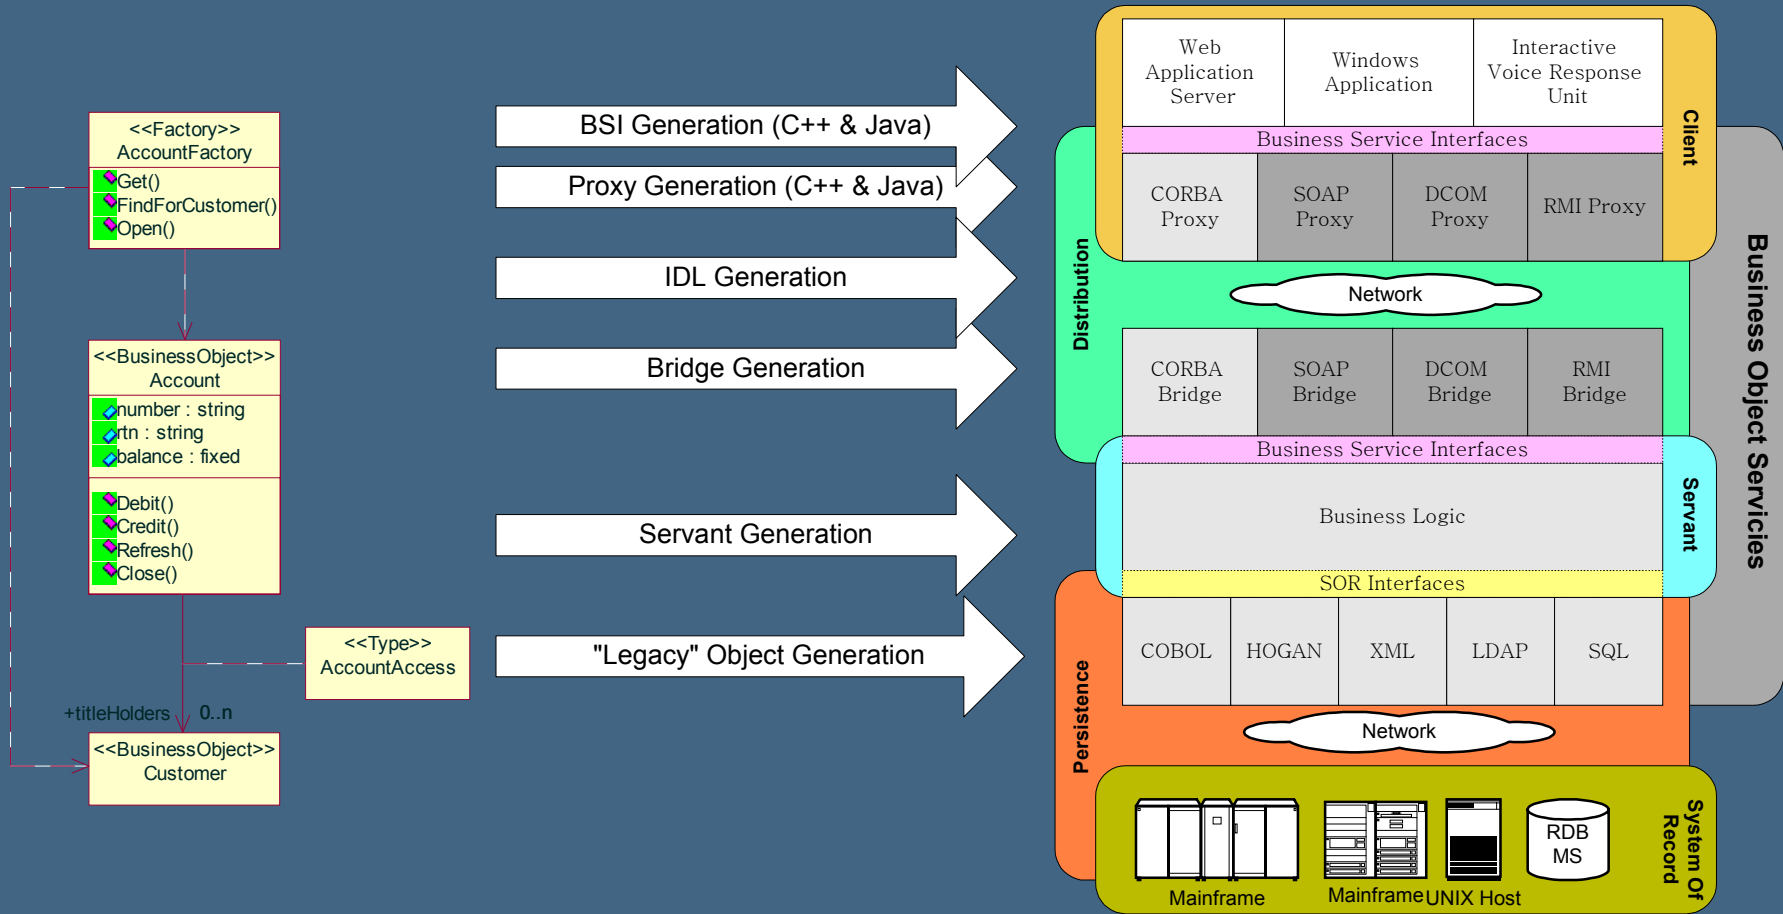 <<Factory>>
AccountFactory
Get()
FindForCustomer()
Open()
<<BusinessObject>>
Account
number : string
rtn : string
balance : fixed
Debit()
Credit()
Refresh()
Close()
<<Type>>
AccountAccess
+titleHolders
0..n
<<BusinessObject>>
Customer
BSI Generation (C++ & Java)
Proxy Generation (C++ & Java)
IDL Generation
Bridge Generation
Servant Generation
"Legacy" Object Generation
Web
Application
Server
Windows
Application
Interactive
Voice Response
Unit
Client
Business Service Interfaces
CORBA
Proxy
SOAP
Proxy
DCOM
Proxy
RMI Proxy
Distribution
Network
CORBA
Bridge
SOAP
Bridge
DCOM
Bridge
RMI
Bridge
Business Service Interfaces
Business Logic
Servant
SOR Interfaces
COBOL
HOGAN
XML
LDAP
SQL
Persistence
Network
Business Object Servicies
RDB
MS
Mainframe
Mainframe
UNIX Host
System Of
Record